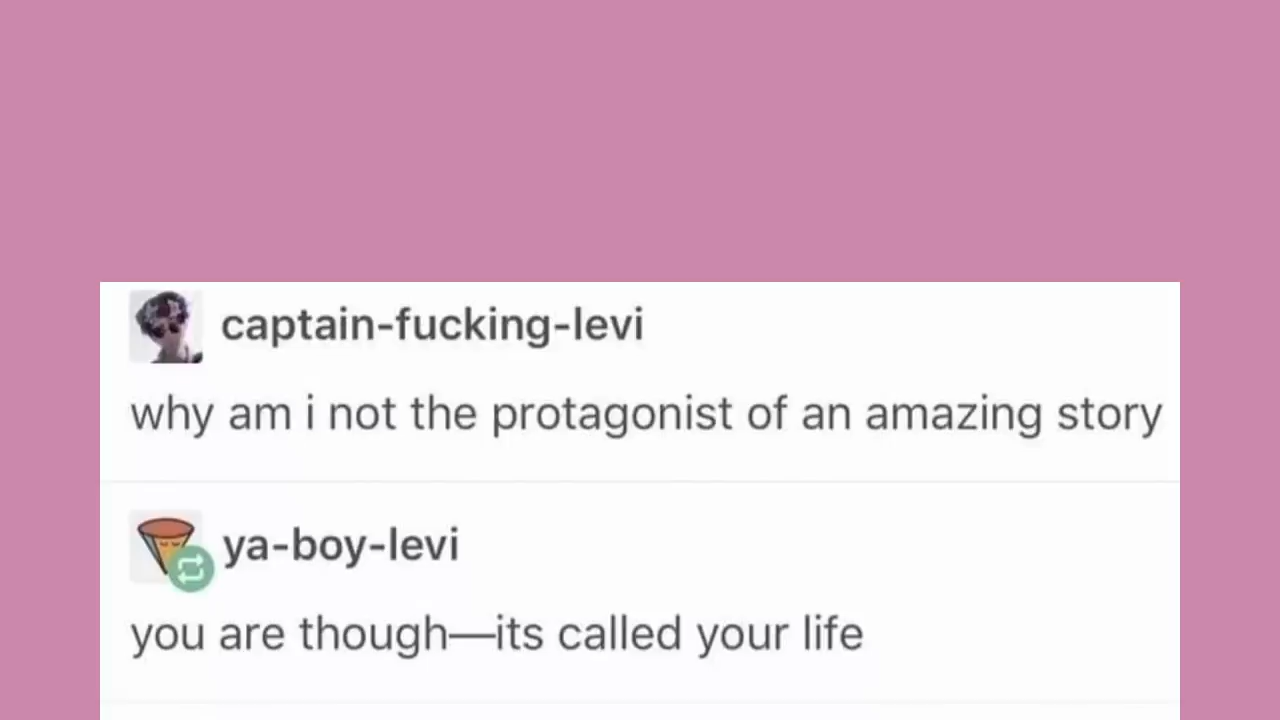 captain-fucking-levi
why am i not the protagonist of an amazing story
ya-boy-levi
you are though—its called your life